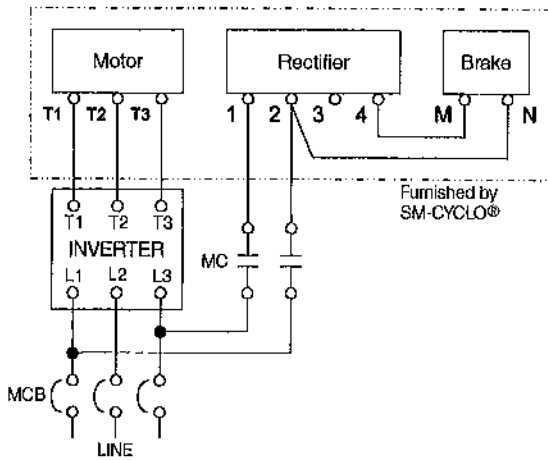 Motor Rectifier Brake
T1 T2 T3 1 2 3 4 M N
Furnished by
SM-CYCLO®
T1 T2 T3
INVERTER
L1 L2 L3
MC
MCB
LINE